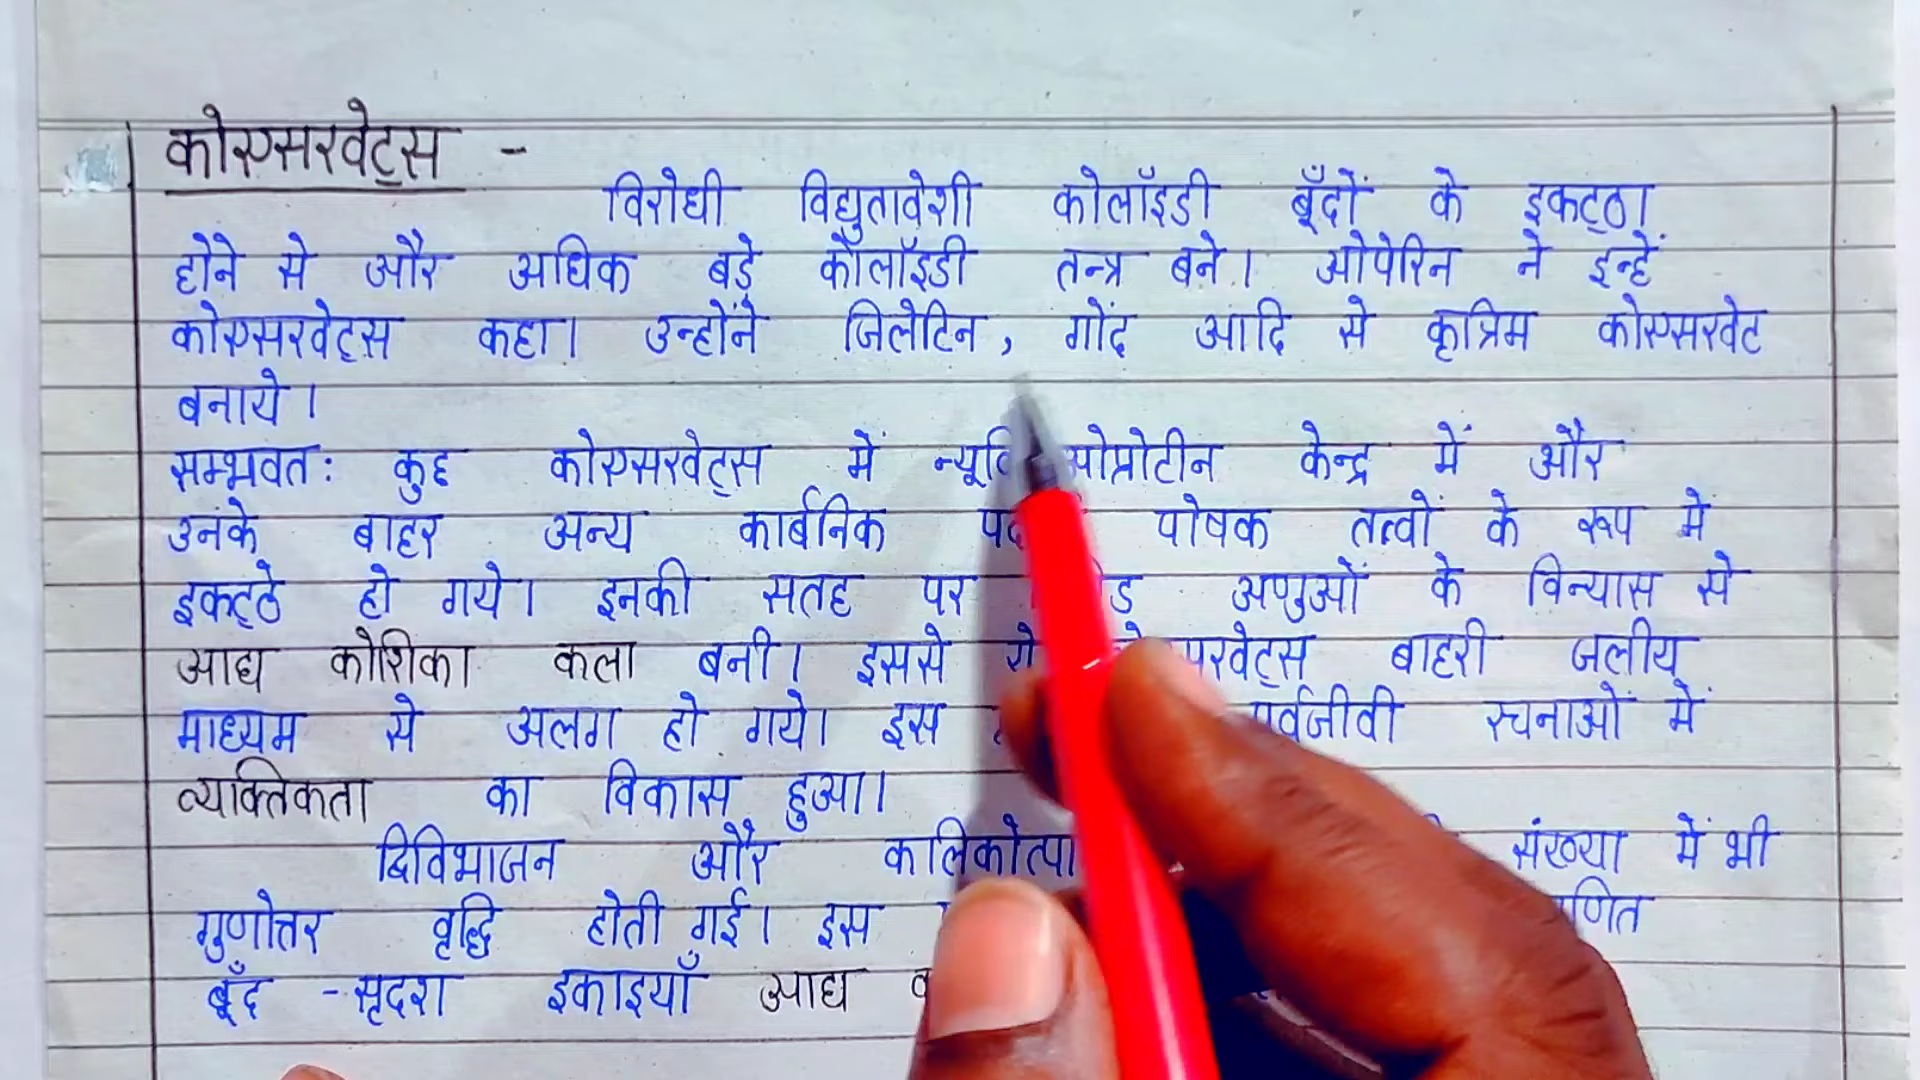 कोएसरवेट्स -
विरोधी विद्युतावेशी कोलॉइडी बूँदों के इकट्ठा
होने से और अधिक बड़े कोलॉइडी तन्त्र बने। ओपेरिन ने इन्हें
कोएसरवेट्स कहा। उन्होंने जिलेटिन, गोंद आदि से कृत्रिम कोएसरवेट
बनाये।
सम्भवतः कुछ कोएसरवेट्स में केन्द्र में और
उनके बाहर अन्य कार्बनिक पोषक तत्वों के रूप में
इकट्ठे हो गये। इनकी सतह पर अणुओं के विन्यास से
आद्य कोशिका कला बनी। इससे बाहरी जलीय
माध्यम से अलग हो गये। इस रचनाओं में
व्यक्तिकता का विकास हुआ।
द्विविभाजन और संख्या में भी
गुणोत्तर वृद्धि होती गई। इस
बूँद -सृदश इकाइयाँ आद्य